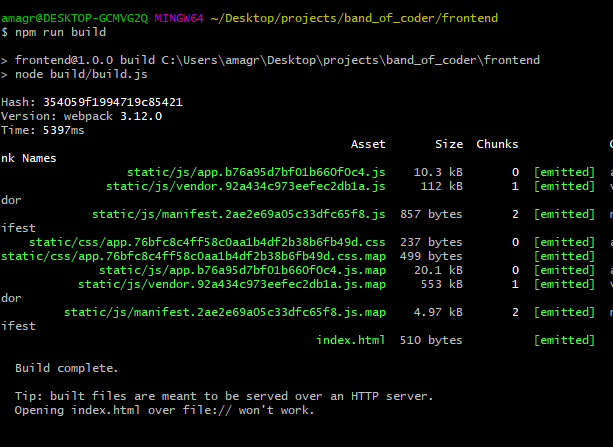 amagr@DESKTOP-GCMVG2Q MINGW64 ~/Desktop/projects/band_of_coder/frontend
$ npm run build
> frontend@1.0.0 build C:\Users\amagr\Desktop\projects\band_of_coder\frontend
> node build/build.js
Hash: 354059f1994719c85421
Version: webpack 3.12.0
Time: 5397ms
Asset Size Chunks
nk Names
static/js/app.b76a95d7bf01b660f0c4.js 10.3 kB 0 [emitted]
static/js/vendor.92a434c973eefec2db1a.js 112 kB 1 [emitted]
dor
static/js/manifest.2ae2e69a05c33dfc65f8.js 857 bytes 2 [emitted]
ifest
static/css/app.76bfc8c4ff58c0aa1b4df2b38b6fb49d.css 237 bytes 0 [emitted]
static/css/app.76bfc8c4ff58c0aa1b4df2b38b6fb49d.css.map 499 bytes [emitted]
static/js/app.b76a95d7bf01b660f0c4.js.map 20.1 kB 0 [emitted]
static/js/vendor.92a434c973eefec2db1a.js.map 553 kB 1 [emitted]
dor
static/js/manifest.2ae2e69a05c33dfc65f8.js.map 4.97 kB 2 [emitted]
ifest
index.html 510 bytes [emitted]
Build complete.
Tip: built files are meant to be served over an HTTP server.
Opening index.html over file:// won't work.